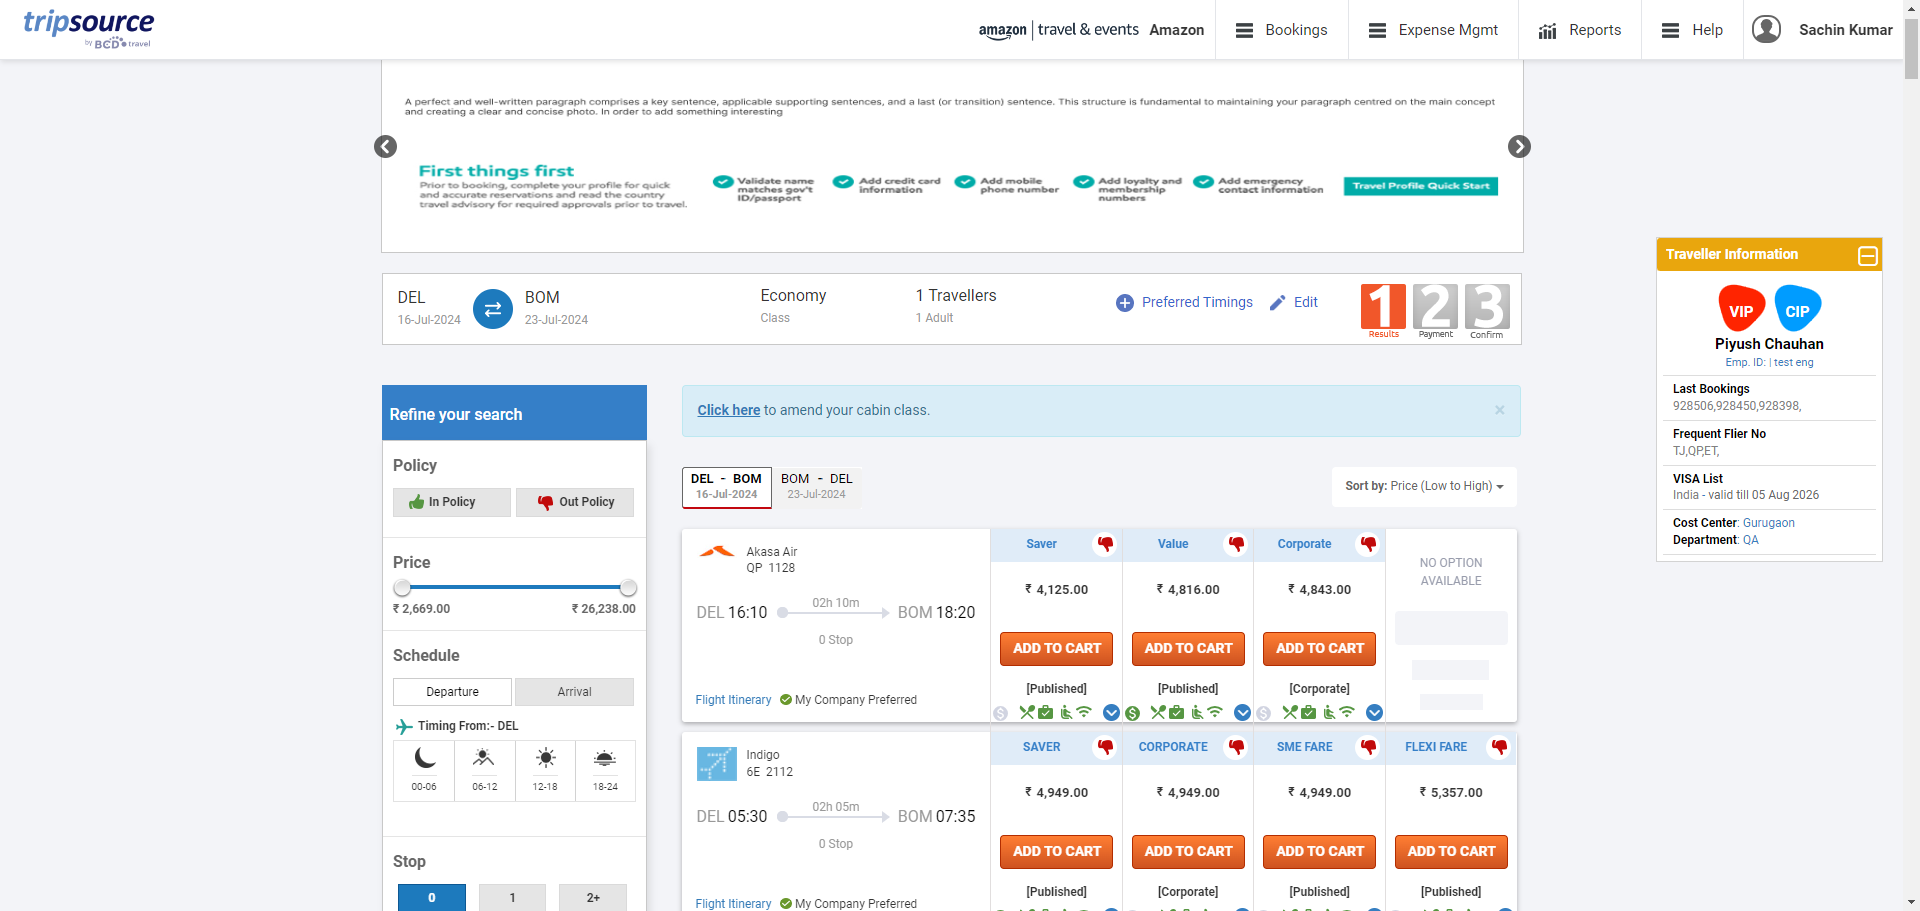 tripsource
by BCD travel
amazon | travel & events Amazon
Bookings
Expense Mgmt
Reports
Help
Sachin Kumar
A perfect and well-written paragraph comprises a key sentence, applicable supporting sentences, and a last (or transition) sentence. This structure is fundamental to maintaining your paragraph centred on the main concept
and creating a clear and concise photo. In order to add something interesting
First things first
Prior to booking, complete your profile for quick
and accurate reservations and read the country
travel advisory for required approvals prior to travel.
Validate name
matches gov't
ID/passport
Add credit card
information
Add mobile
phone number
Add loyalty and
membership
numbers
Add emergency
contact information
Travel Profile Quick Start
DEL
16-Jul-2024
BOM
23-Jul-2024
Economy
Class
1 Travellers
1 Adult
Preferred Timings
Edit
1
Results
2
Payment
3
Confirm
Traveller Information
VIP
CIP
Piyush Chauhan
Emp. ID: | test eng
Last Bookings
928506,928450,928398,
Frequent Flier No
TJ,QP,ET,
VISA List
India - valid till 05 Aug 2026
Cost Center: Gurugaon
Department: QA
Refine your search
Policy
In Policy
Out Policy
Price
₹ 2,669.00
₹ 26,238.00
Schedule
Departure
Arrival
Timing From:- DEL
00-06
06-12
12-18
18-24
Stop
0
1
2+
Click here to amend your cabin class.
×
DEL - BOM
16-Jul-2024
BOM - DEL
23-Jul-2024
Sort by: Price (Low to High)
Akasa Air
QP 1128
DEL 16:10
02h 10m
BOM 18:20
0 Stop
Flight Itinerary
My Company Preferred
Saver
₹ 4,125.00
ADD TO CART
[Published]
Value
₹ 4,816.00
ADD TO CART
[Published]
Corporate
₹ 4,843.00
ADD TO CART
[Corporate]
NO OPTION
AVAILABLE
Indigo
6E 2112
DEL 05:30
02h 05m
BOM 07:35
0 Stop
Flight Itinerary
My Company Preferred
SAVER
₹ 4,949.00
ADD TO CART
[Published]
CORPORATE
₹ 4,949.00
ADD TO CART
[Corporate]
SME FARE
₹ 4,949.00
ADD TO CART
[Published]
FLEXI FARE
₹ 5,357.00
ADD TO CART
[Published]